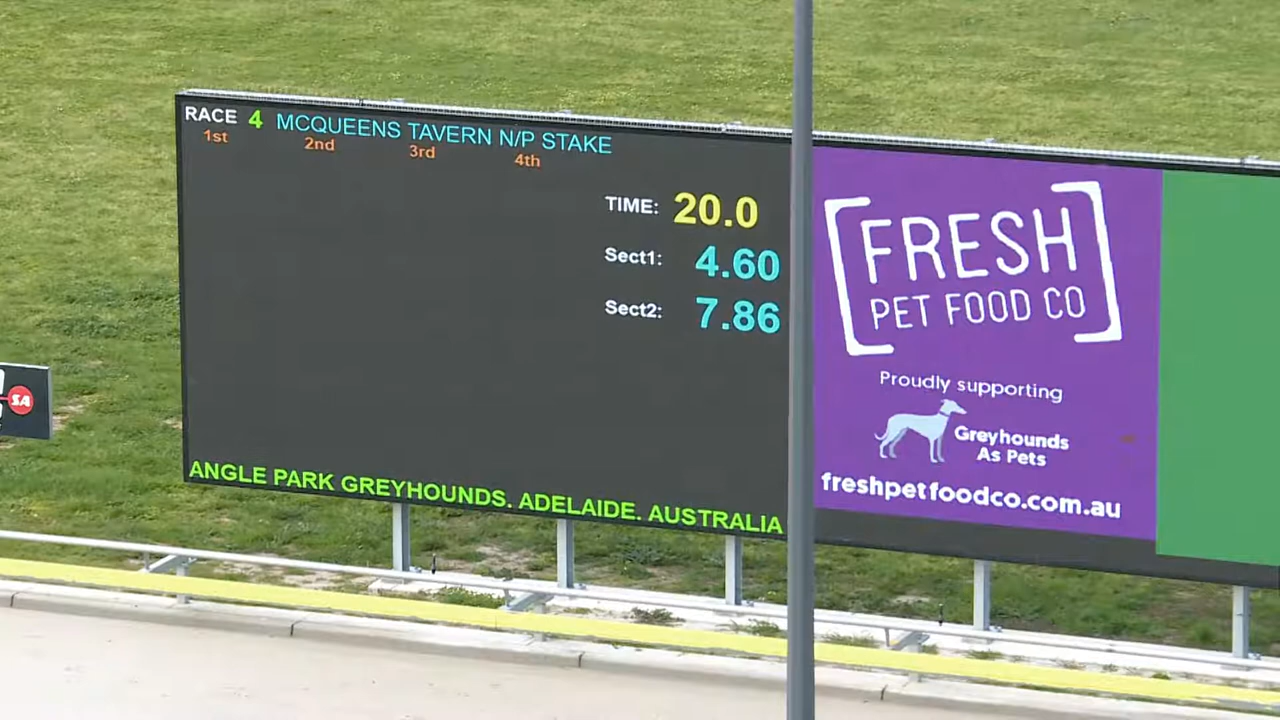 RACE 4 MCQUEENS TAVERN N/P STAKE
1st 2nd 3rd 4th
TIME: 20.0
Sect1: 4.60
Sect2: 7.86
ANGLE PARK GREYHOUNDS. ADELAIDE. AUSTRALIA
FRESH
PET FOOD CO
Proudly supporting
Greyhounds
As Pets
freshpetfoodco.com.au
SA